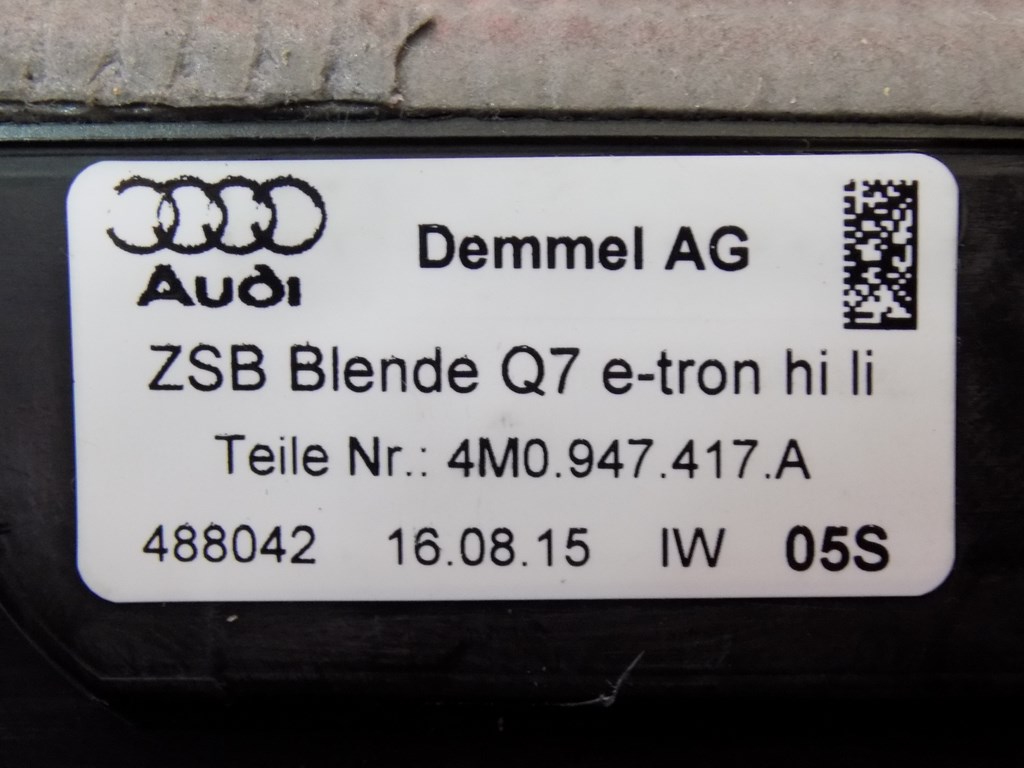 Audi
Demmel AG
ZSB Blende Q7 e-tron hi li
Teile Nr.: 4M0.947.417.A
488042 16.08.15 IW 05S